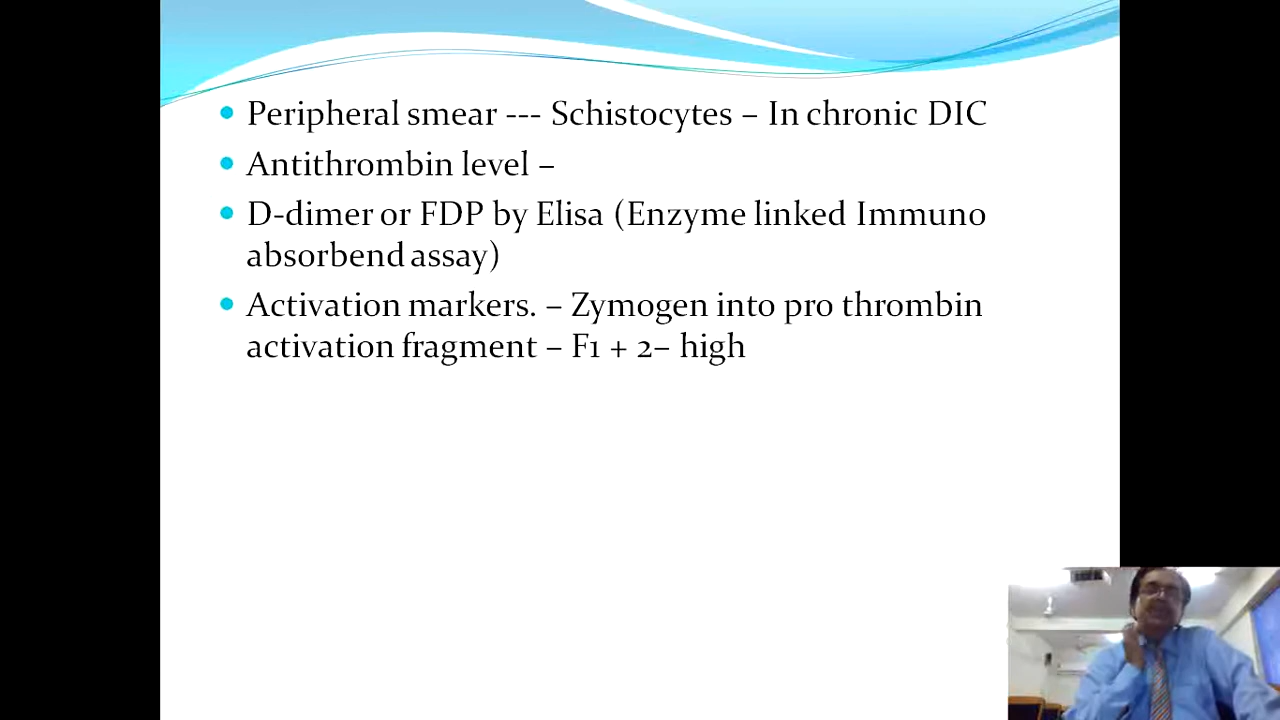 Peripheral smear --- Schistocytes – In chronic DIC
Antithrombin level –
D-dimer or FDP by Elisa (Enzyme linked Immuno
absorbend assay)
Activation markers. – Zymogen into pro thrombin
activation fragment – F1 + 2– high